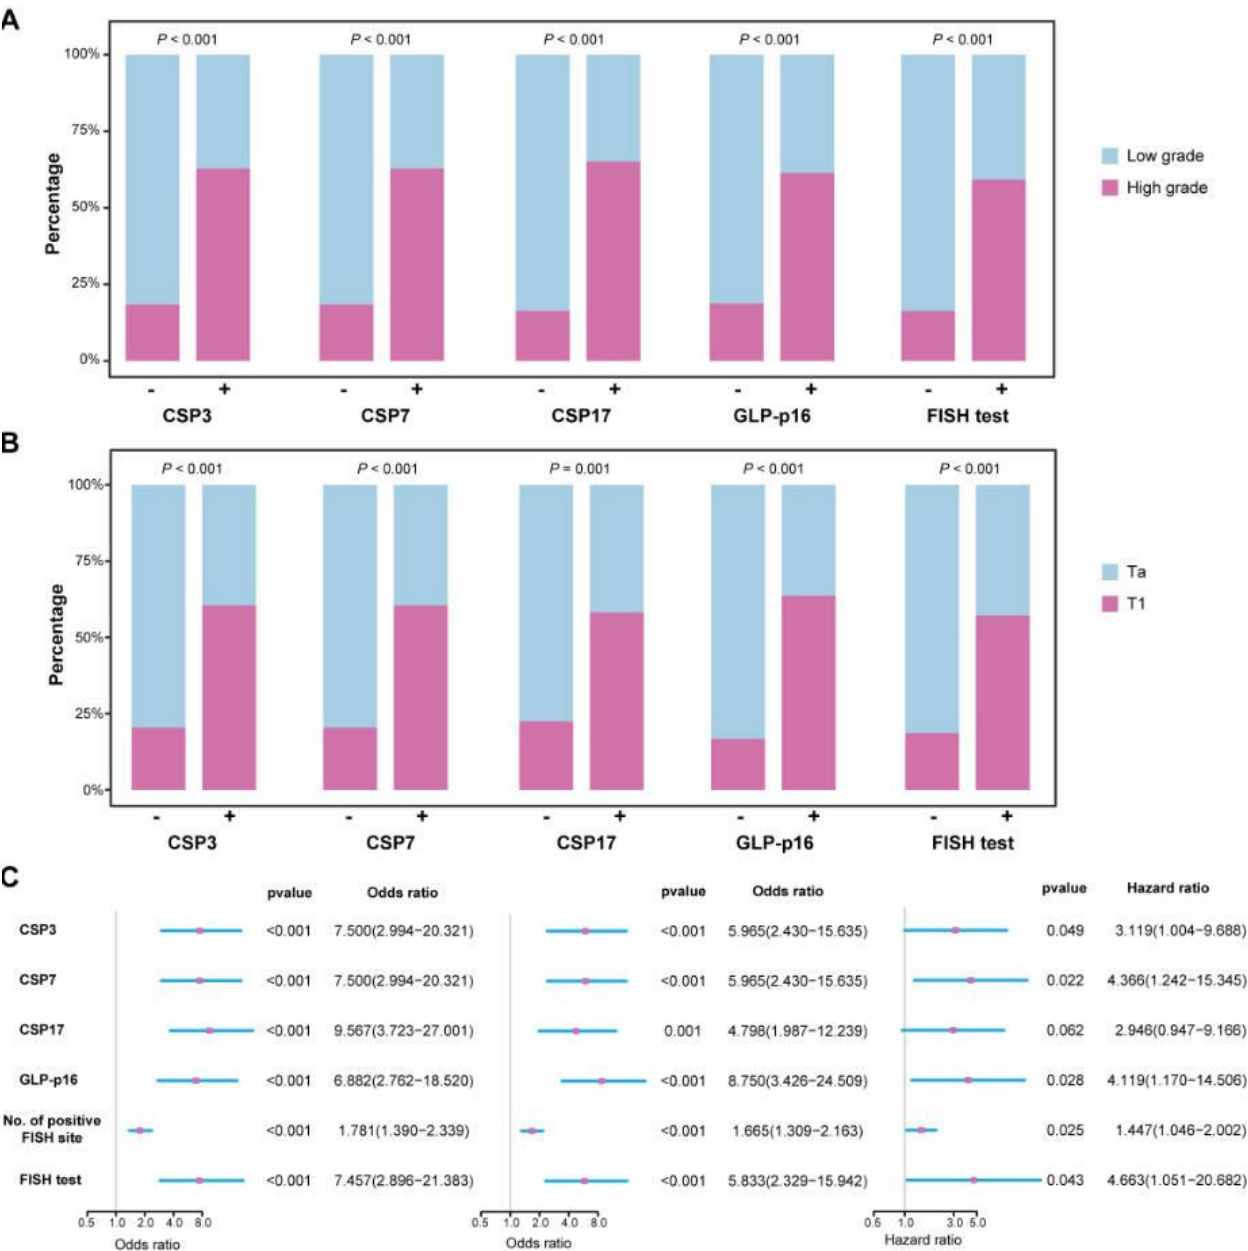 A
P < 0.001 P < 0.001 P < 0.001 P < 0.001 P < 0.001
100%
75%
50%
25%
0%
Percentage
Low grade
High grade
- + - + - + - + - +
CSP3 CSP7 CSP17 GLP-p16 FISH test
B
P < 0.001 P < 0.001 P = 0.001 P < 0.001 P < 0.001
100%
75%
50%
25%
0%
Percentage
Ta
T1
- + - + - + - + - +
CSP3 CSP7 CSP17 GLP-p16 FISH test
C
pvalue Odds ratio pvalue Odds ratio pvalue Hazard ratio
CSP3 <0.001 7.500(2.994−20.321) <0.001 5.965(2.430−15.635) 0.049 3.119(1.004−9.688)
CSP7 <0.001 7.500(2.994−20.321) <0.001 5.965(2.430−15.635) 0.022 4.366(1.242−15.345)
CSP17 <0.001 9.567(3.723−27.001) 0.001 4.798(1.987−12.239) 0.062 2.946(0.947−9.166)
GLP-p16 <0.001 6.882(2.762−18.520) <0.001 8.750(3.426−24.509) 0.028 4.119(1.170−14.506)
No. of positive
FISH site <0.001 1.781(1.390−2.339) <0.001 1.665(1.309−2.163) 0.025 1.447(1.046−2.002)
FISH test <0.001 7.457(2.896−21.383) <0.001 5.833(2.329−15.942) 0.043 4.663(1.051−20.682)
0.5 1.0 2.0 4.0 8.0 0.5 1.0 2.0 4.0 8.0 0.5 1.0 3.0 5.0
Odds ratio Odds ratio Hazard ratio